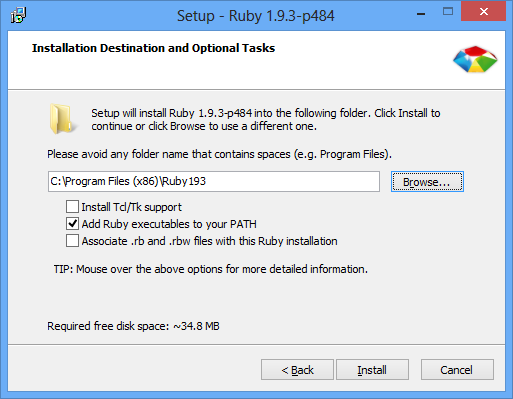 Setup - Ruby 1.9.3-p484
Installation Destination and Optional Tasks
Setup will install Ruby 1.9.3-p484 into the following folder. Click Install to
continue or click Browse to use a different one.
Please avoid any folder name that contains spaces (e.g. Program Files).
C:\Program Files (x86)\Ruby193
Browse...
Install Tcl/Tk support
Add Ruby executables to your PATH
Associate .rb and .rbw files with this Ruby installation
TIP: Mouse over the above options for more detailed information.
Required free disk space: ~34.8 MB
< Back
Install
Cancel